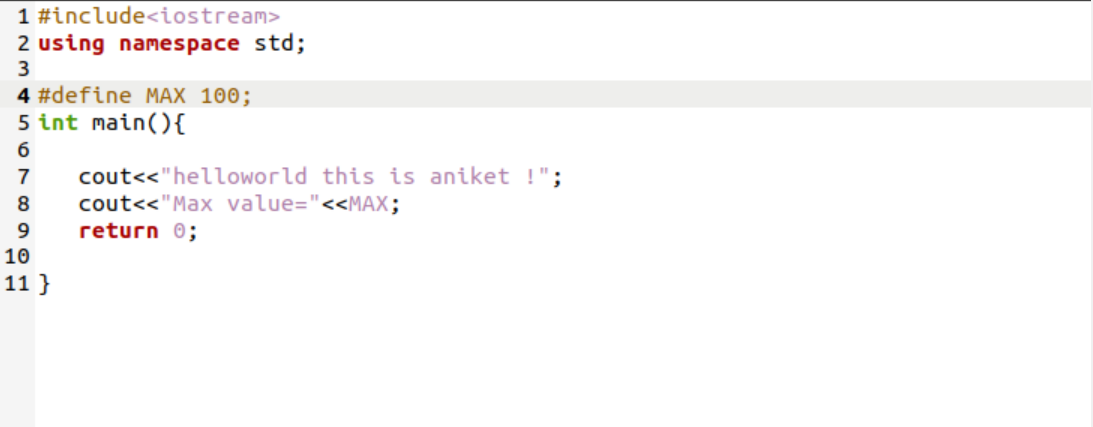 1 #include<iostream>
2 using namespace std;
3
4 #define MAX 100;
5 int main(){
6
7    cout<<"helloworld this is aniket !";
8    cout<<"Max value="<<MAX;
9    return 0;
10
11 }